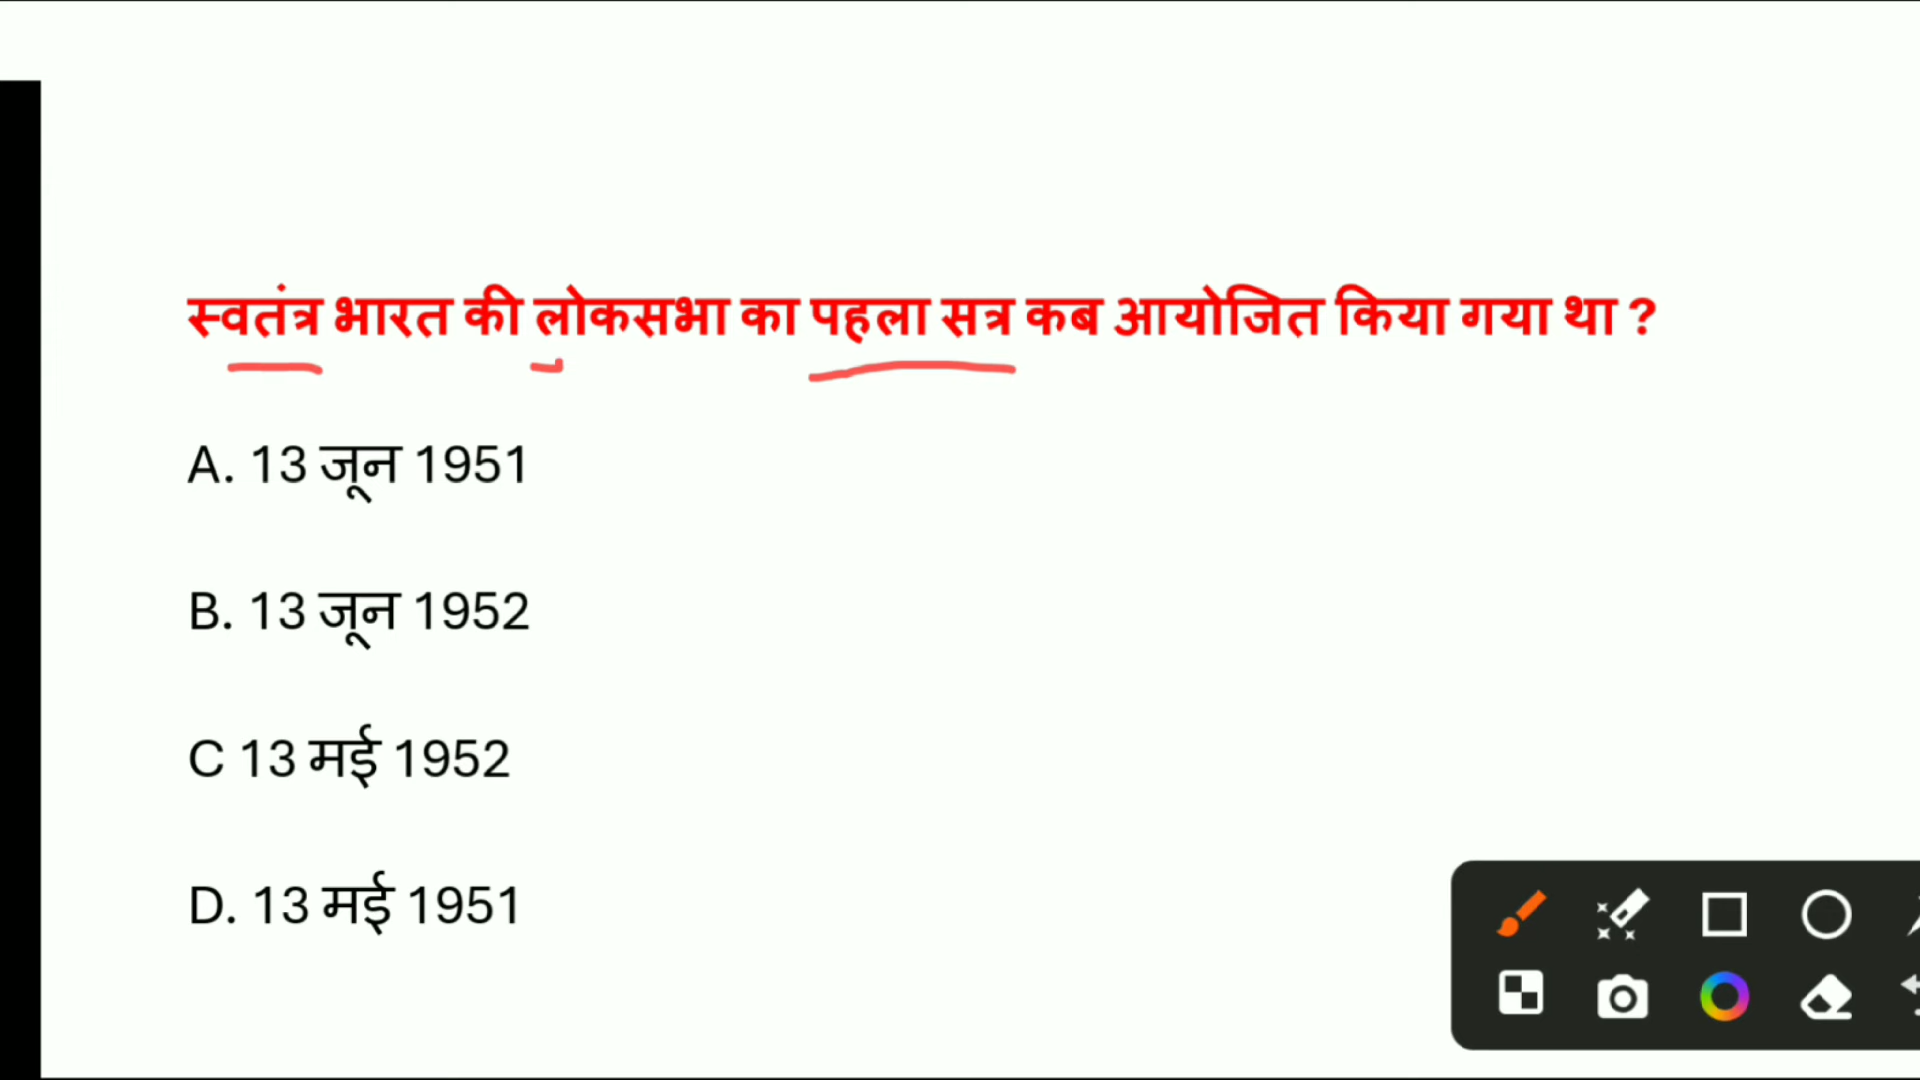 स्वतंत्र भारत की लोकसभा का पहला सत्र कब आयोजित किया गया था ?
A. 13 जून 1951
B. 13 जून 1952
C 13 मई 1952
D. 13 मई 1951